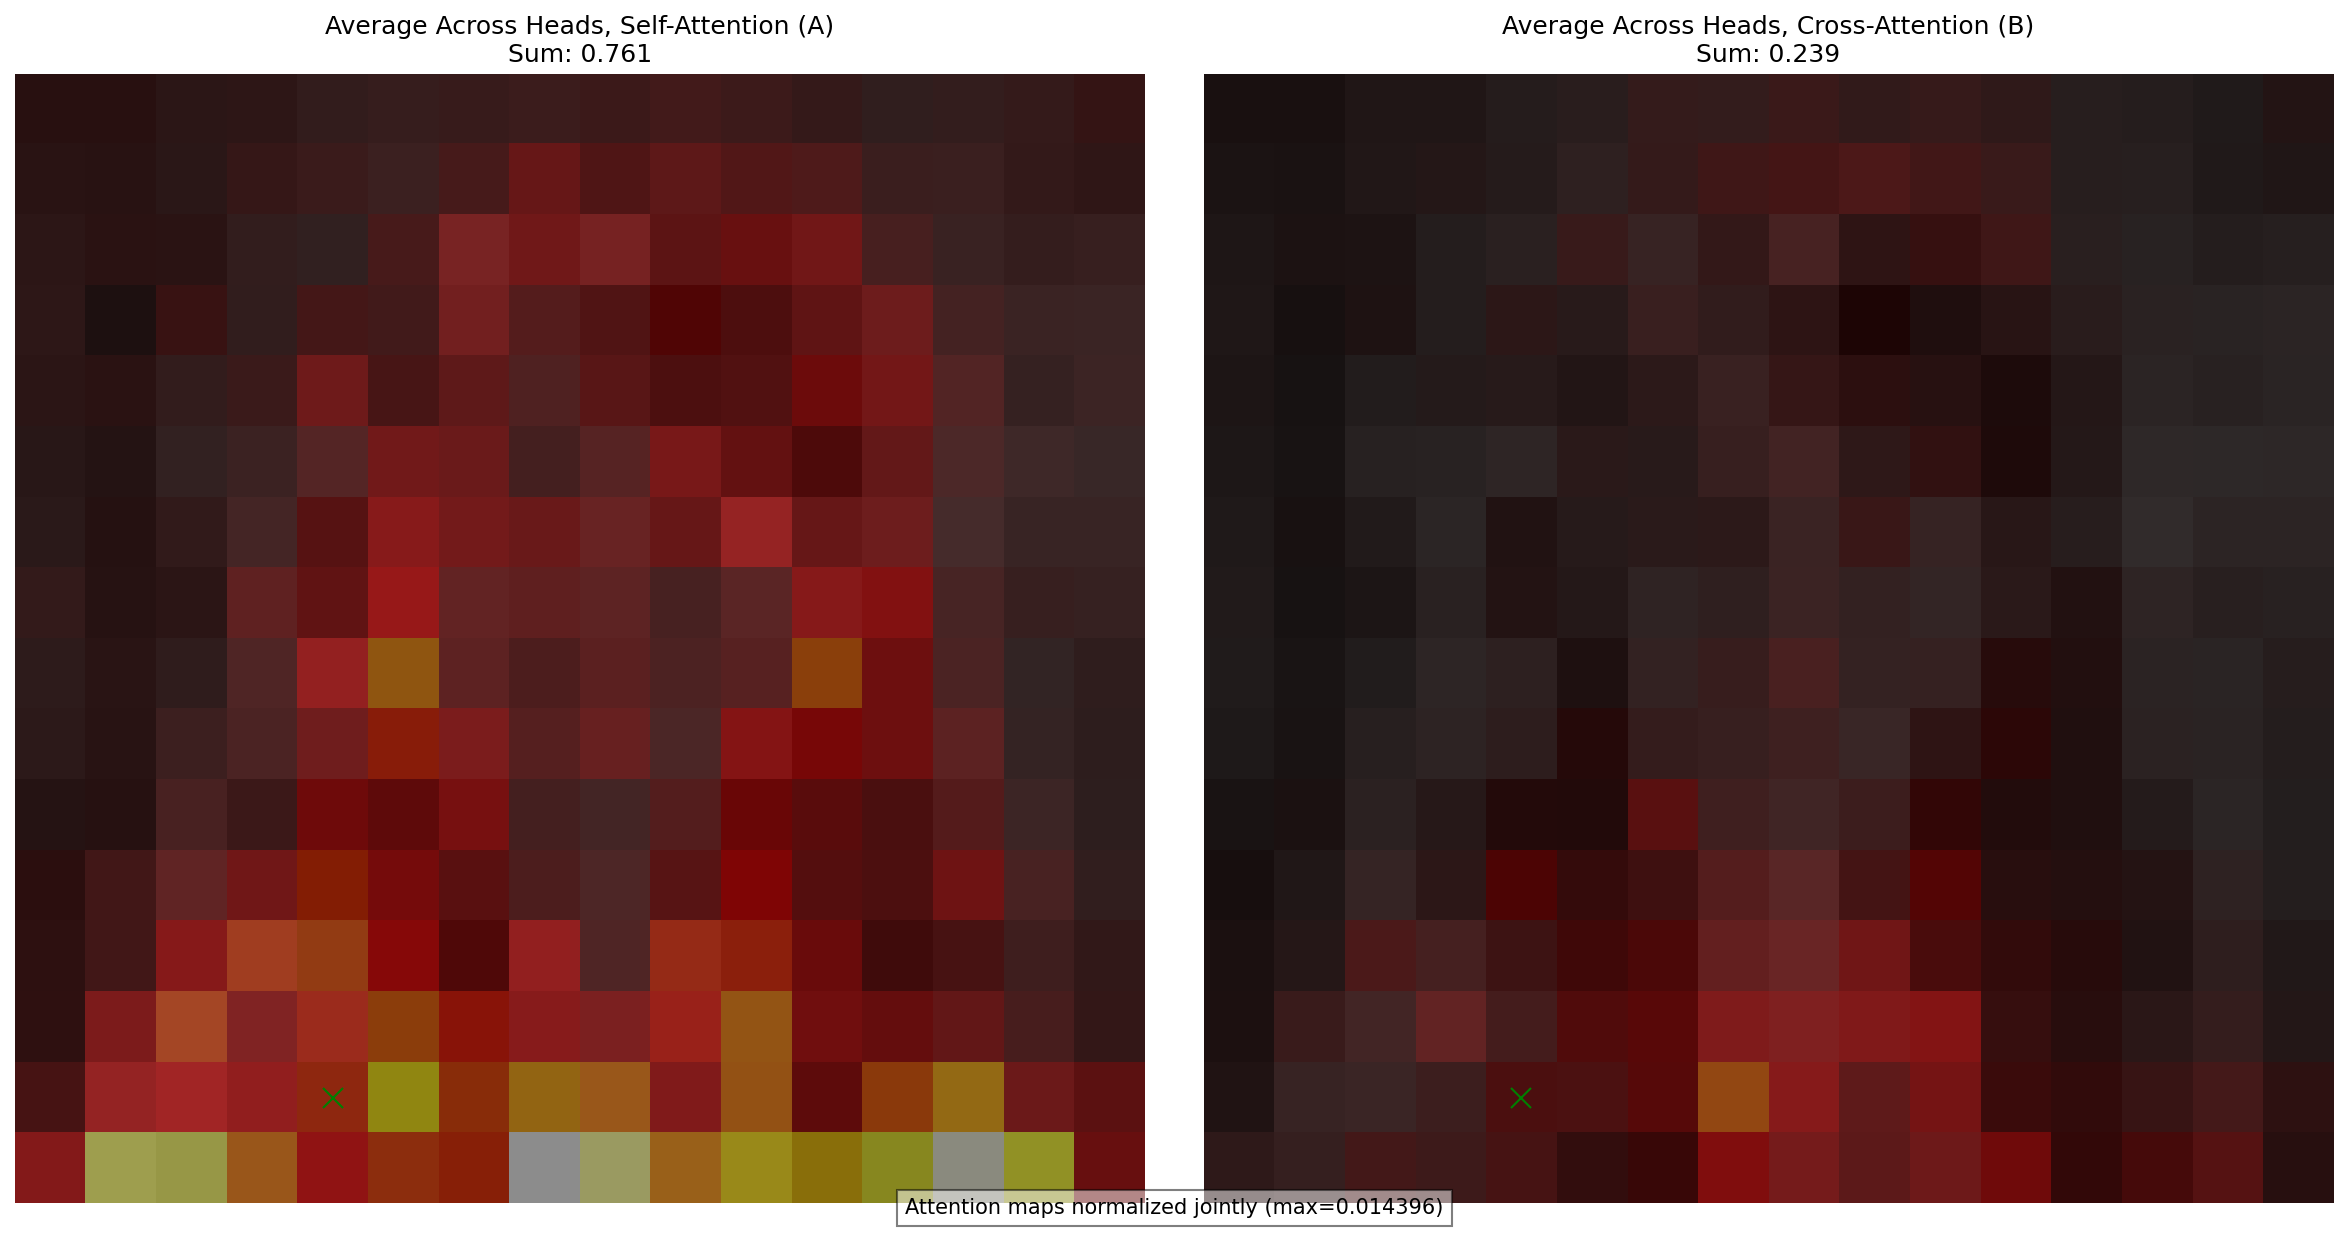 Average Across Heads, Self-Attention (A)
Sum: 0.761
Average Across Heads, Cross-Attention (B)
Sum: 0.239
Attention maps normalized jointly (max=0.014396)